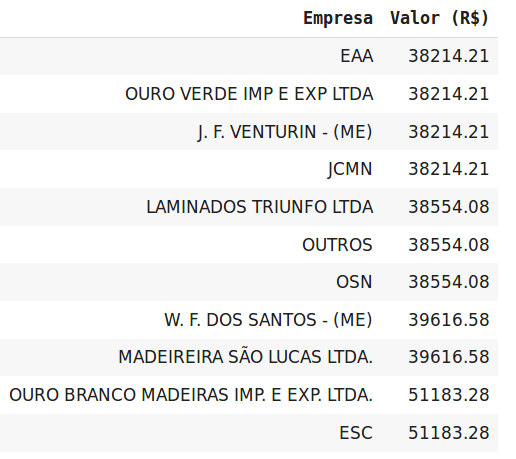 Empresa Valor (R$)
EAA 38214.21
OURO VERDE IMP E EXP LTDA 38214.21
J. F. VENTURIN - (ME) 38214.21
JCMN 38214.21
LAMINADOS TRIUNFO LTDA 38554.08
OUTROS 38554.08
OSN 38554.08
W. F. DOS SANTOS - (ME) 39616.58
MADEIREIRA SÃO LUCAS LTDA. 39616.58
OURO BRANCO MADEIRAS IMP. E EXP. LTDA. 51183.28
ESC 51183.28